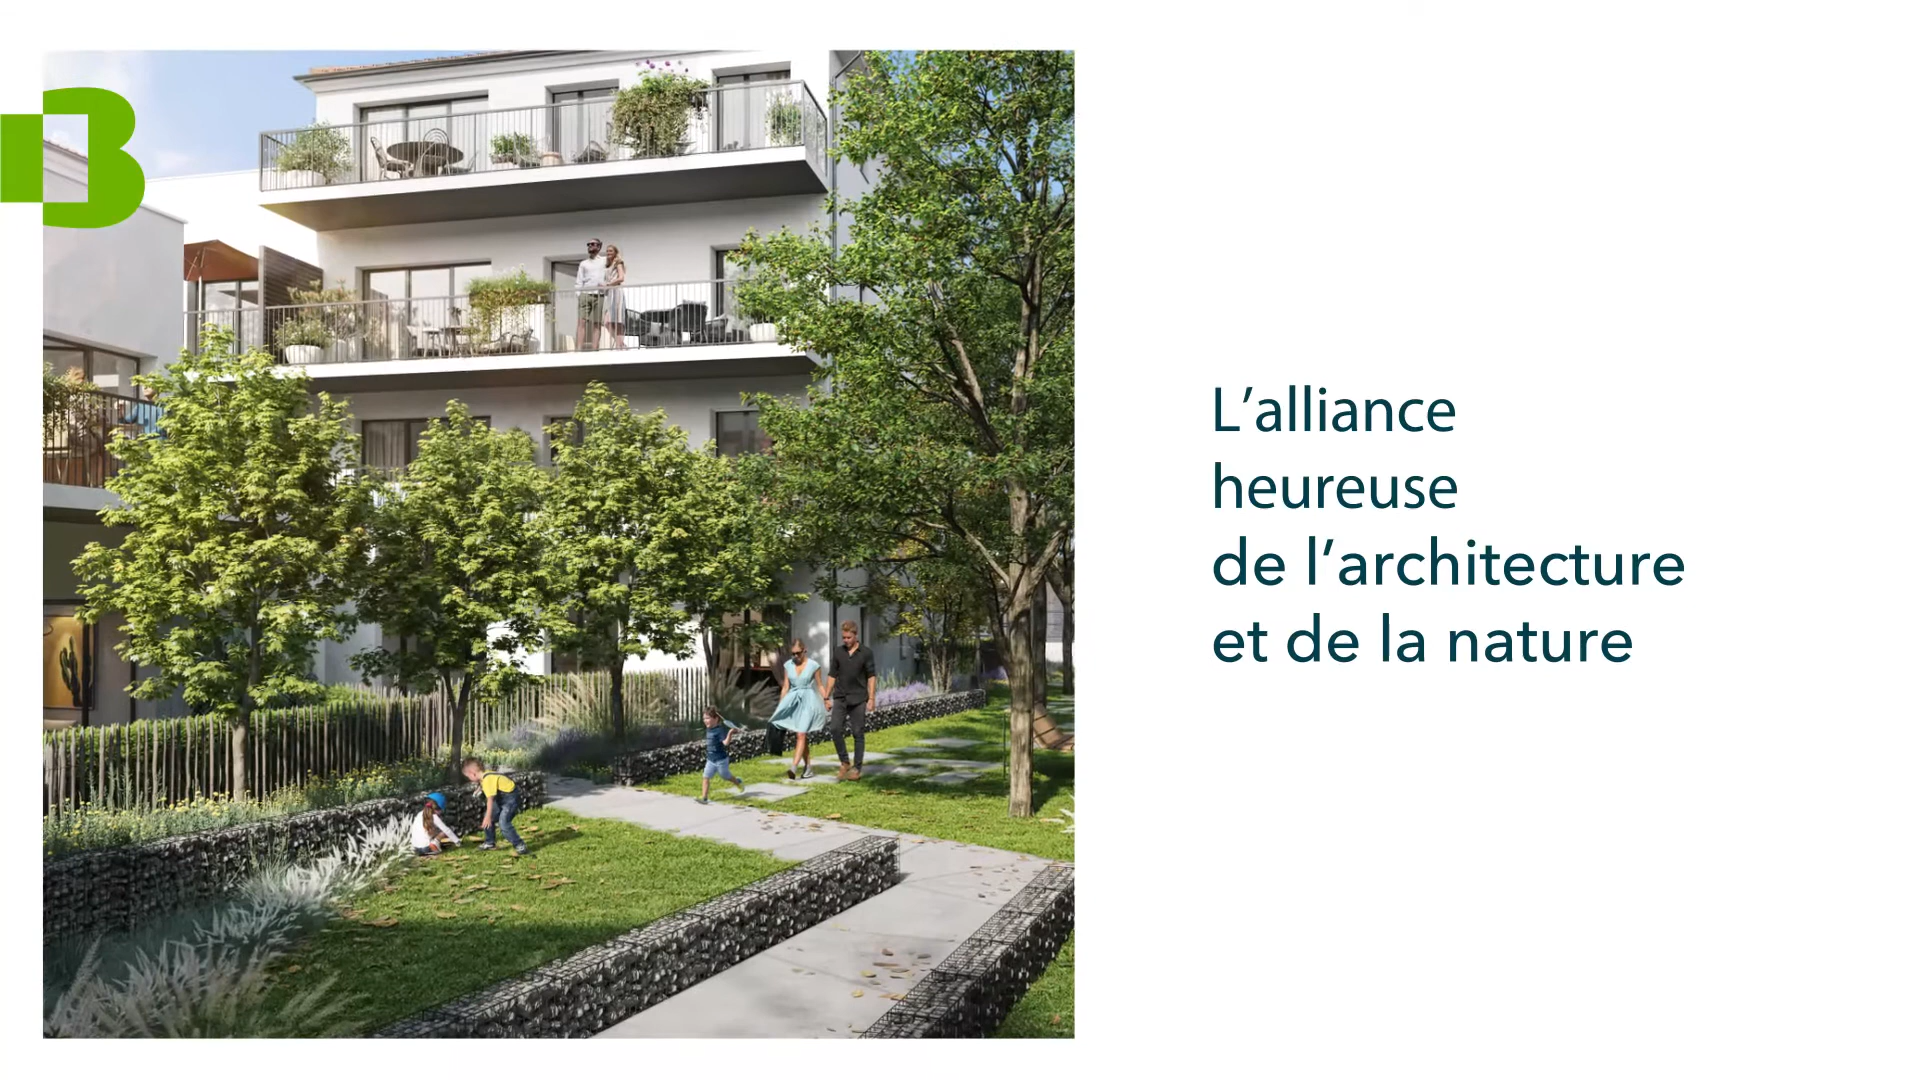 B
L’alliance
heureuse
de l’architecture
et de la nature